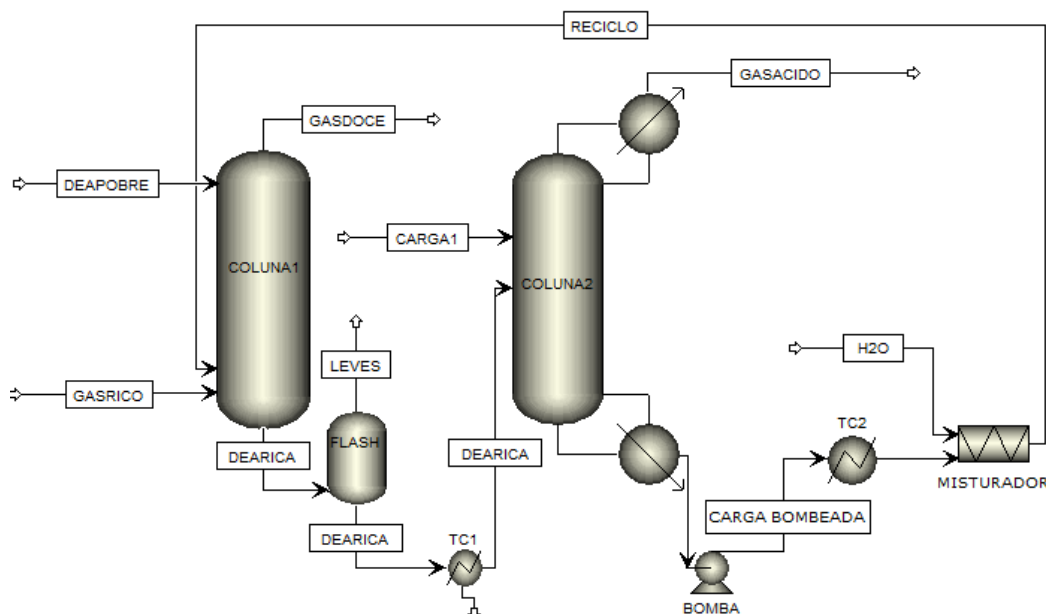 RECICLO
GASACIDO
GASDOCE
DEAPOBRE
CARGA1
COLUNA1
COLUNA2
H2O
LEVES
GASRICO
TC2
FLASH
DEARICA
DEARICA
MISTURADOR
CARGA BOMBEADA
DEARICA
TC1
BOMBA